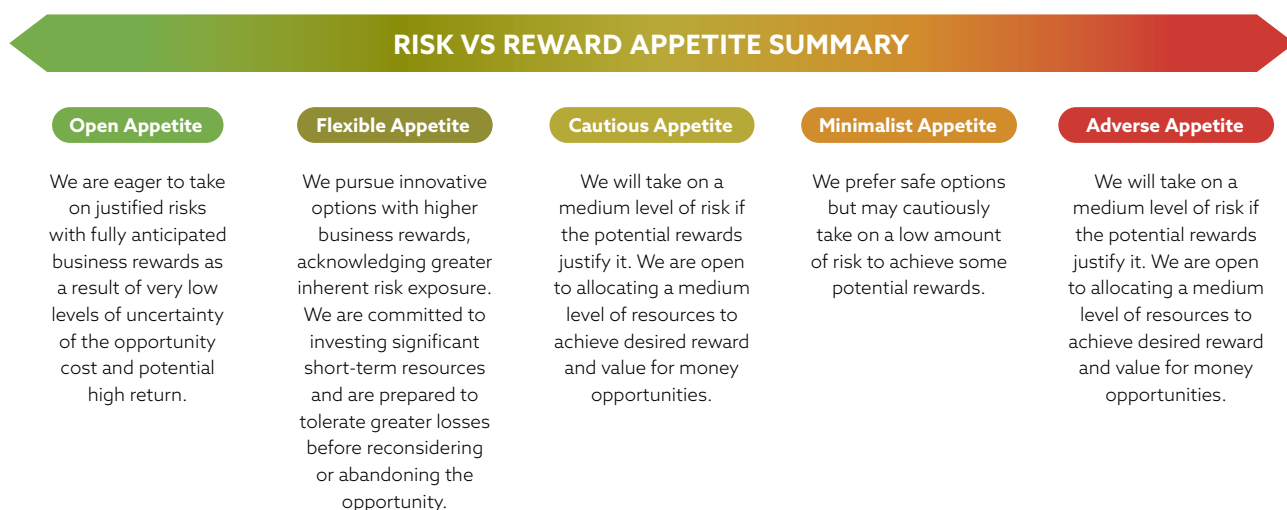 RISK VS REWARD APPETITE SUMMARY
Open Appetite
We are eager to take
on justified risks
with fully anticipated
business rewards as
a result of very low
levels of uncertainty
of the opportunity
cost and potential
high return.
Flexible Appetite
We pursue innovative
options with higher
business rewards,
acknowledging greater
inherent risk exposure.
We are committed to
investing significant
short-term resources
and are prepared to
tolerate greater losses
before reconsidering
or abandoning the
opportunity.
Cautious Appetite
We will take on a
medium level of risk if
the potential rewards
justify it. We are open
to allocating a medium
level of resources to
achieve desired reward
and value for money
opportunities.
Minimalist Appetite
We prefer safe options
but may cautiously
take on a low amount
of risk to achieve some
potential rewards.
Adverse Appetite
We will take on a
medium level of risk if
the potential rewards
justify it. We are open
to allocating a medium
level of resources to
achieve desired reward
and value for money
opportunities.